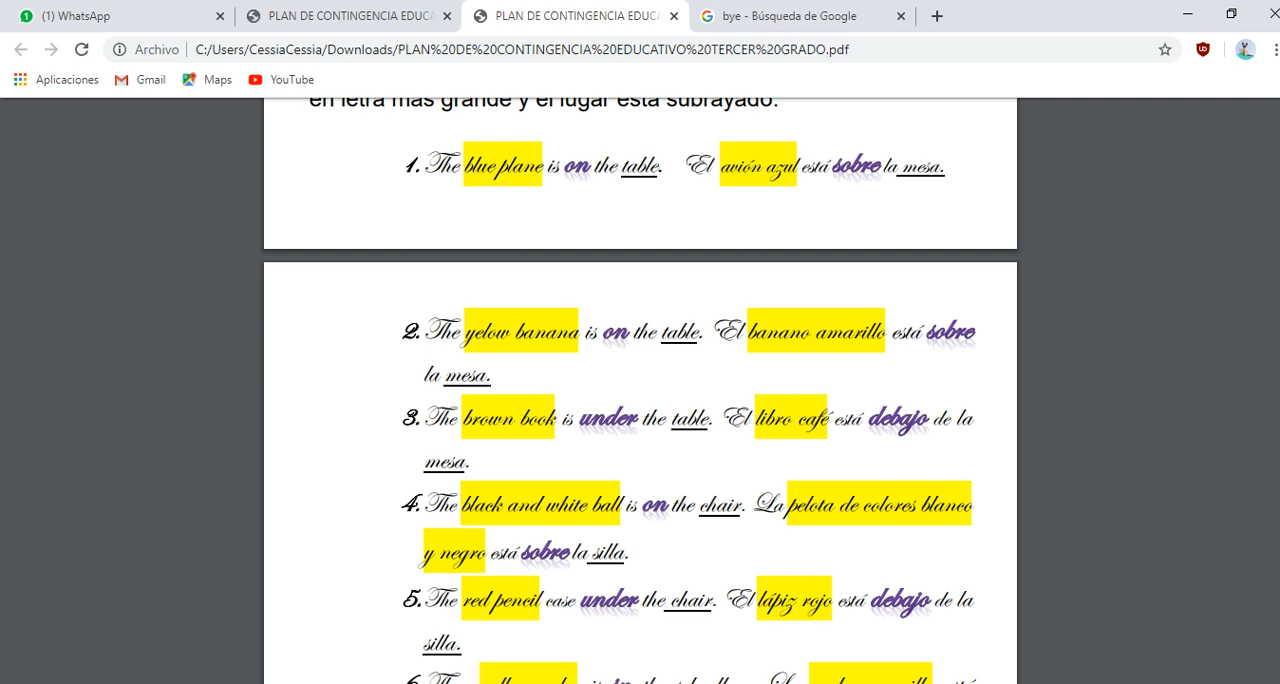 (1) WhatsApp
PLAN DE CONTINGENCIA EDUCA
PLAN DE CONTINGENCIA EDUCA
bye - Búsqueda de Google
Archivo C:/Users/CessiaCessia/Downloads/PLAN%20DE%20CONTINGENCIA%20EDUCATIVO%20TERCER%20GRADO.pdf
Aplicaciones Gmail Maps YouTube
en letra más grande y el lugar está subrayado.
1. The blue plane is on the table. El avión azul está sobre la mesa.
2. The yelow banana is on the table. El banano amarillo está sobre
la mesa.
3. The brown book is under the table. El libro café está debajo de la
mesa.
4. The black and white ball is on the chair. La pelota de colores blanco
y negro está sobre la silla.
5. The red pencil case under the chair. El lápiz rojo está debajo de la
silla.
6. The